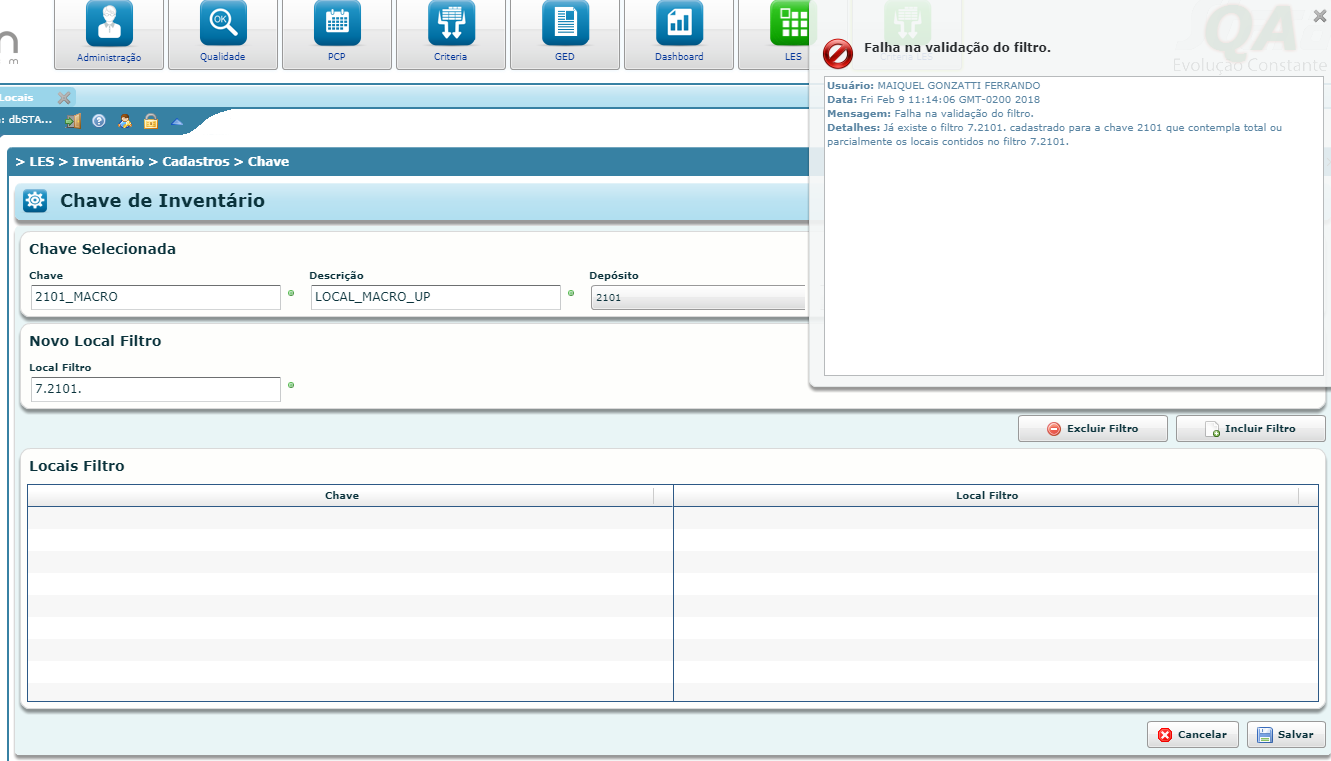 n
m
Administração
Qualidade
PCP
Criteria
GED
Dashboard
LES
Criteria LES
QA
Evolução Constante
Falha na validação do filtro.
Usuário: MAIQUEL GONZATTI FERRANDO
Data: Fri Feb 9 11:14:06 GMT-0200 2018
Mensagem: Falha na validação do filtro.
Detalhes: Já existe o filtro 7.2101. cadastrado para a chave 2101 que contempla total ou
parcialmente os locais contidos no filtro 7.2101.
Locais
: dbSTA...
> LES > Inventário > Cadastros > Chave
Chave de Inventário
Chave Selecionada
Chave
Descrição
Depósito
2101_MACRO
LOCAL_MACRO_UP
2101
Novo Local Filtro
Local Filtro
7.2101.
Excluir Filtro
Incluir Filtro
Locais Filtro
Chave
Local Filtro
Cancelar
Salvar